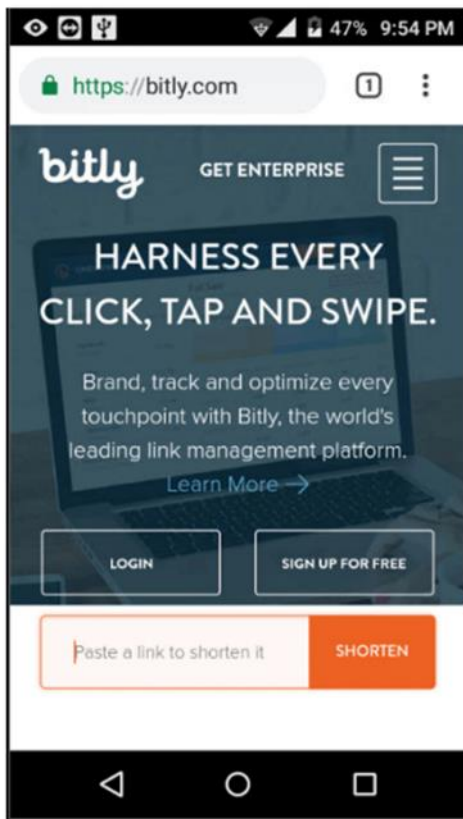 47% 9:54 PM
https://bitly.com 1
bitly GET ENTERPRISE
HARNESS EVERY
CLICK, TAP AND SWIPE.
Brand, track and optimize every
touchpoint with Bitly, the world's
leading link management platform.
Learn More →
LOGIN SIGN UP FOR FREE
Paste a link to shorten it SHORTEN